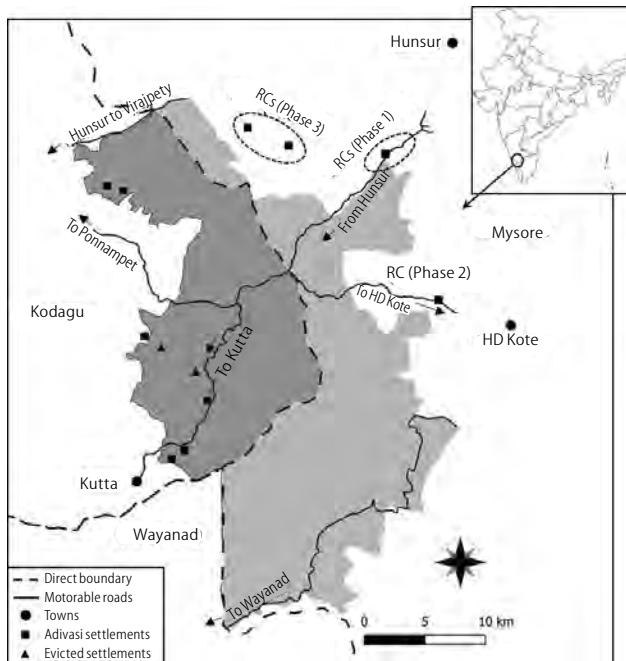 Hunsur
RCs (Phase 3)
RCs (Phase 1)
Hunsur to Virajpety
From Hunsur
To Ponnampet
Mysore
RC (Phase 2)
To HD Kote
Kodagu
HD Kote
To Kutta
Kutta
Wayanad
To Wayanad
Direct boundary
Motorable roads
Towns
Adivasi settlements
Evicted settlements
0 5 10 km